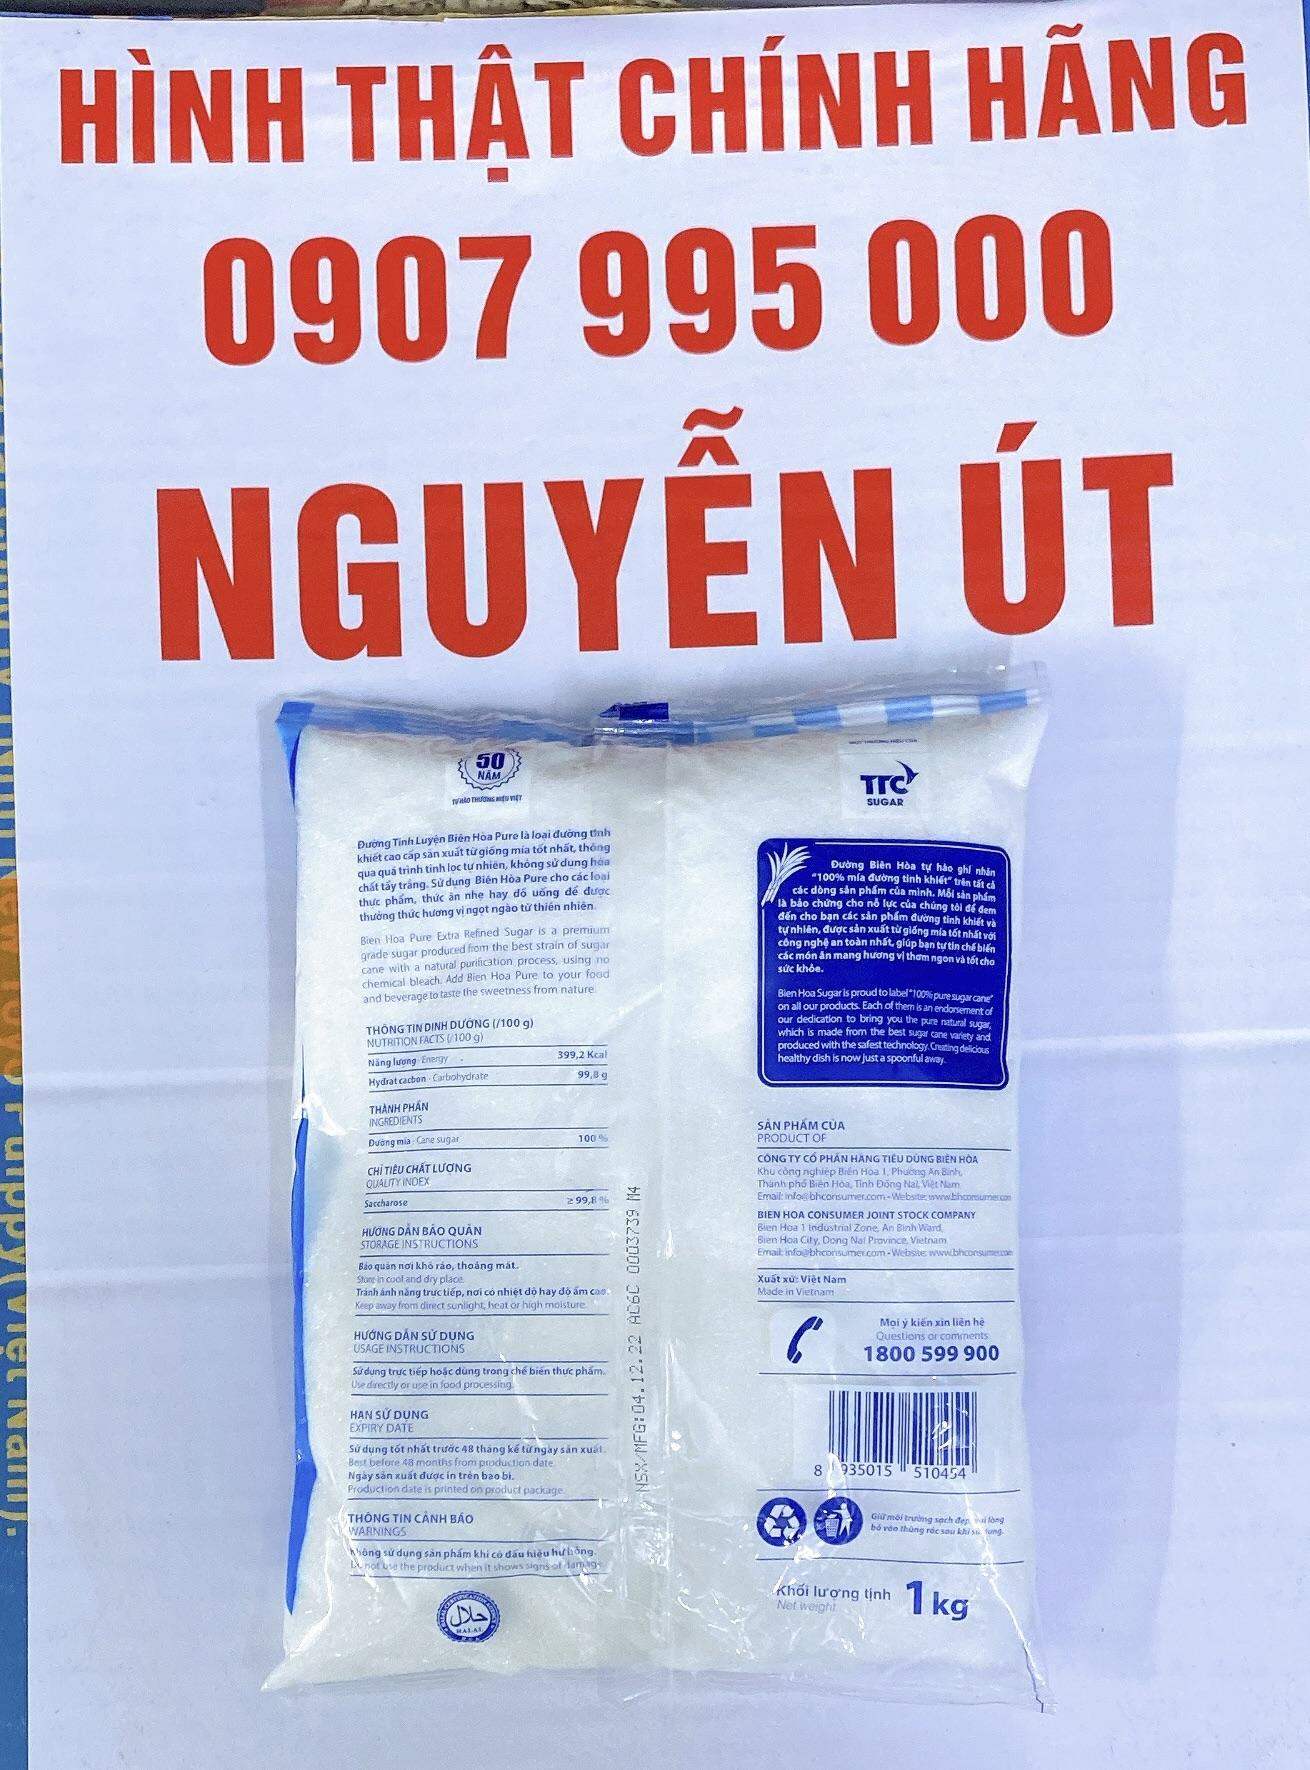 HÌNH THẬT CHÍNH HÃNG
0907 995 000
NGUYỄN ÚT
50
NĂM
TỰ HÀO THƯƠNG HIỆU VIỆT
Đường Tinh Luyện Biên Hòa Pure là loại đường tinh
khiết cao cấp sản xuất từ giống mía tốt nhất, thông
qua quá trình tinh lọc tự nhiên, không sử dụng hóa
chất tẩy trắng. Sử dụng Biên Hòa Pure cho các loại
thực phẩm, thức ăn nhẹ hay đồ uống để được
thưởng thức hương vị ngọt ngào từ thiên nhiên.
Bien Hoa Pure Extra Refined Sugar is a premium
grade sugar produced from the best strain of sugar
cane with a natural purification process, using no
chemical bleach. Add Bien Hoa Pure to your food
and beverage to taste the sweetness from nature.
THÔNG TIN DINH DƯỠNG (/100 g)
NUTRITION FACTS (/100 g)
Năng lượng - Energy 399,2 Kcal
Hydrat cacbon - Carbohydrate 99,8 g
THÀNH PHẦN
INGREDIENTS
Đường mía - Cane sugar 100 %
CHỈ TIÊU CHẤT LƯỢNG
QUALITY INDEX
Saccharose ≥ 99,8 %
HƯỚNG DẪN BẢO QUẢN
STORAGE INSTRUCTIONS
Bảo quản nơi khô ráo, thoáng mát.
Store in cool and dry place.
Tránh ánh nắng trực tiếp, nơi có nhiệt độ hay độ ẩm cao.
Keep away from direct sunlight, heat or high moisture.
HƯỚNG DẪN SỬ DỤNG
USAGE INSTRUCTIONS
Sử dụng trực tiếp hoặc dùng trong chế biến thực phẩm.
Use directly or use in food processing.
HẠN SỬ DỤNG
EXPIRY DATE
Sử dụng tốt nhất trước 48 tháng kể từ ngày sản xuất.
Best before 48 months from production date.
Ngày sản xuất được in trên bao bì.
Production date is printed on product package.
THÔNG TIN CẢNH BÁO
WARNINGS
Không sử dụng sản phẩm khi có dấu hiệu hư hỏng.
Do not use the product when it shows signs of damage.
HALAL
NSX/MFG:04.12.22 AC6C 0003739 M4
MỘT THƯƠNG HIỆU CỦA
TTC
SUGAR
Đường Biên Hòa tự hào ghi nhãn
"100% mía đường tinh khiết" trên tất cả
các dòng sản phẩm của mình. Mỗi sản phẩm
là bảo chứng cho nỗ lực của chúng tôi để đem
đến cho bạn các sản phẩm đường tinh khiết và
tự nhiên, được sản xuất từ giống mía tốt nhất với
công nghệ an toàn nhất, giúp bạn tự tin chế biến
các món ăn mang hương vị thơm ngon và tốt cho
sức khỏe.
Bien Hoa Sugar is proud to label "100% pure sugar cane"
on all our products. Each of them is an endorsement of
our dedication to bring you the pure natural sugar,
which is made from the best sugar cane variety and
produced with the safest technology. Creating delicious
healthy dish is now just a spoonful away.
SẢN PHẨM CỦA
PRODUCT OF
CÔNG TY CỔ PHẦN HÀNG TIÊU DÙNG BIÊN HÒA
Khu công nghiệp Biên Hòa 1, Phường An Bình,
Thành phố Biên Hòa, Tỉnh Đồng Nai, Việt Nam
Email: info@bhconsumer.com - Website: www.bhconsumer.com
BIEN HOA CONSUMER JOINT STOCK COMPANY
Bien Hoa 1 Industrial Zone, An Binh Ward,
Bien Hoa City, Dong Nai Province, Vietnam
Email: info@bhconsumer.com - Website: www.bhconsumer.com
Xuất xứ: Việt Nam
Made in Vietnam
Mọi ý kiến xin liên hệ
Questions or comments
1800 599 900
8 935015 510454
Giữ môi trường sạch đẹp, vui lòng
bỏ vào thùng rác sau khi sử dụng.
Khối lượng tịnh 1 kg
Net weight